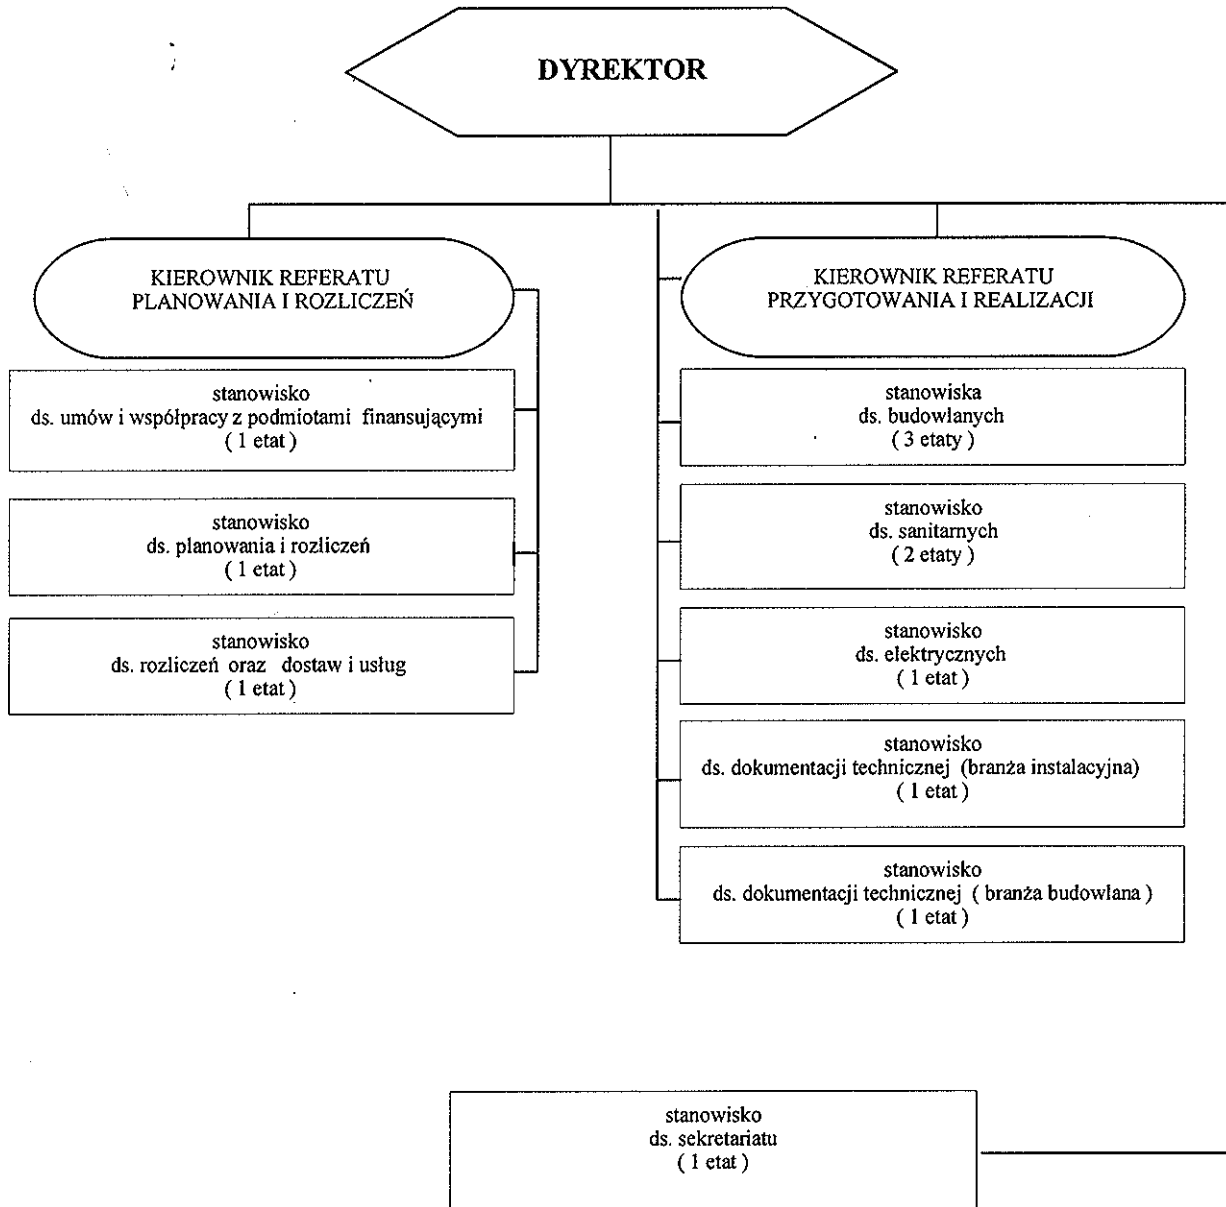 DYREKTOR
KIEROWNIK REFERATU
PLANOWANIA I ROZLICZEŃ
stanowisko
ds. umów i współpracy z podmiotami finansującymi
( 1 etat )
stanowisko
ds. planowania i rozliczeń
( 1 etat )
stanowisko
ds. rozliczeń oraz dostaw i usług
( 1 etat )
KIEROWNIK REFERATU
PRZYGOTOWANIA I REALIZACJI
stanowiska
ds. budowlanych
( 3 etaty )
stanowisko
ds. sanitarnych
( 2 etaty )
stanowisko
ds. elektrycznych
( 1 etat )
stanowisko
ds. dokumentacji technicznej (branża instalacyjna)
( 1 etat )
stanowisko
ds. dokumentacji technicznej ( branża budowlana )
( 1 etat )
stanowisko
ds. sekretariatu
( 1 etat )